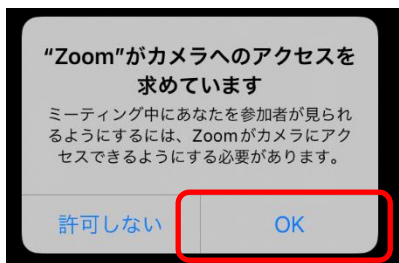 “Zoom”がカメラへのアクセスを
求めています
ミーティング中にあなたを参加者が見られ
るようにするには、Zoomがカメラにアク
セスできるようにする必要があります。
許可しない
OK